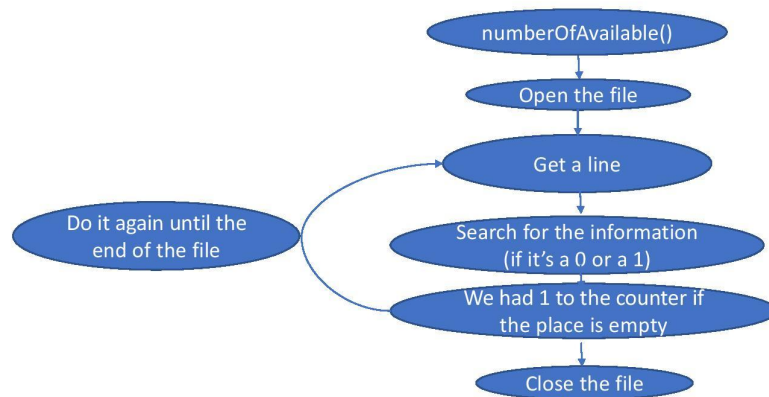 numberOfAvailable()
Open the file
Get a line
Do it again until the
end of the file
Search for the information
(if it's a 0 or a 1)
We had 1 to the counter if
the place is empty
Close the file